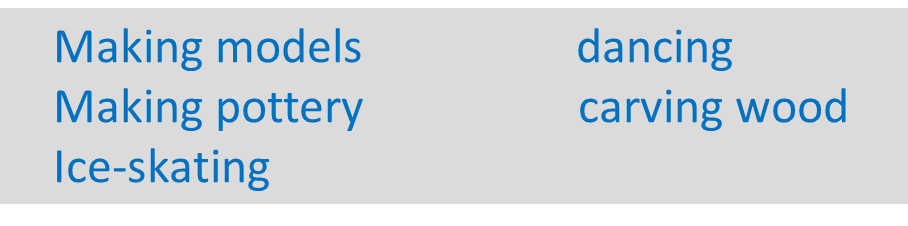 Making models dancing
Making pottery carving wood
Ice-skating